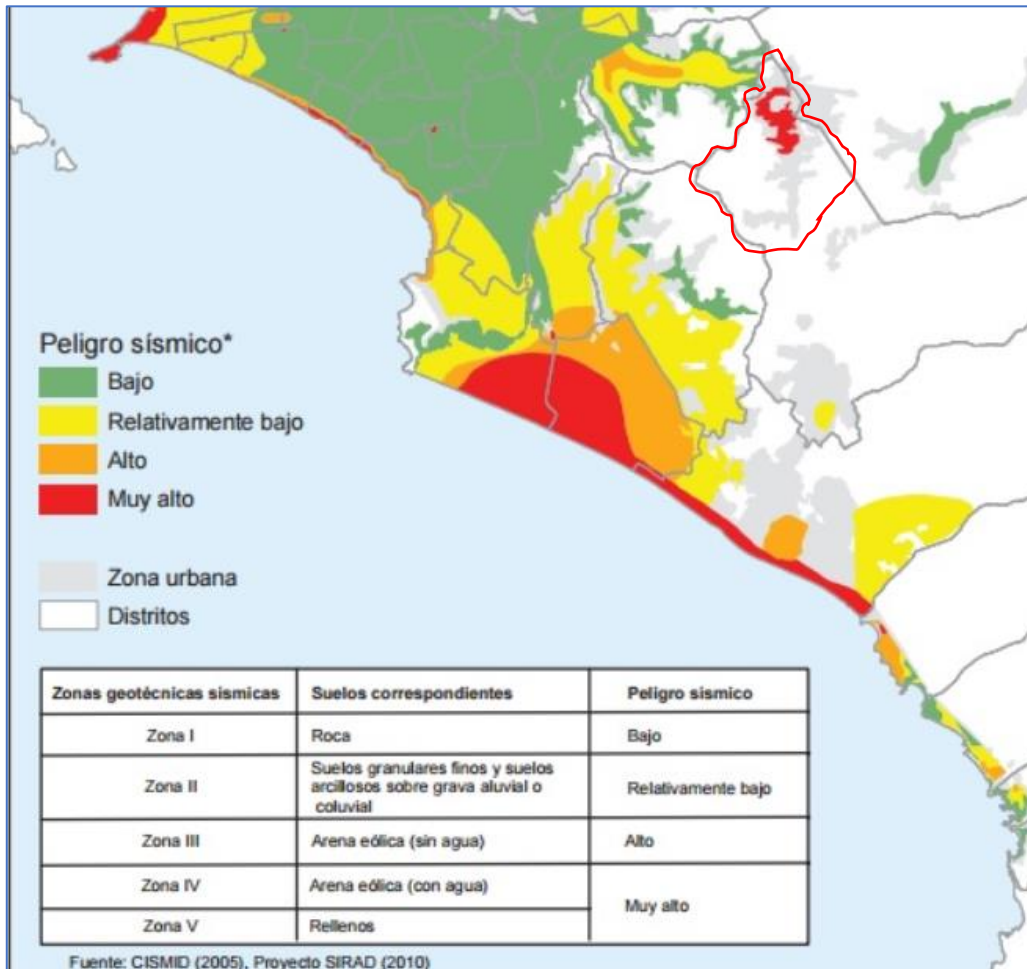 Peligro sísmico*
Bajo
Relativamente bajo
Alto
Muy alto
Zona urbana
Distritos
Zonas geotécnicas sismicas
Suelos correspondientes
Peligro sísmico
Zona I
Roca
Bajo
Zona II
Suelos granulares finos y suelos
arcillosos sobre grava aluvial o
coluvial
Relativamente bajo
Zona III
Arena eólica (sin agua)
Alto
Zona IV
Arena eólica (con agua)
Muy alto
Zona V
Rellenos
Fuente: CISMID (2005), Proyecto SIRAD (2010)